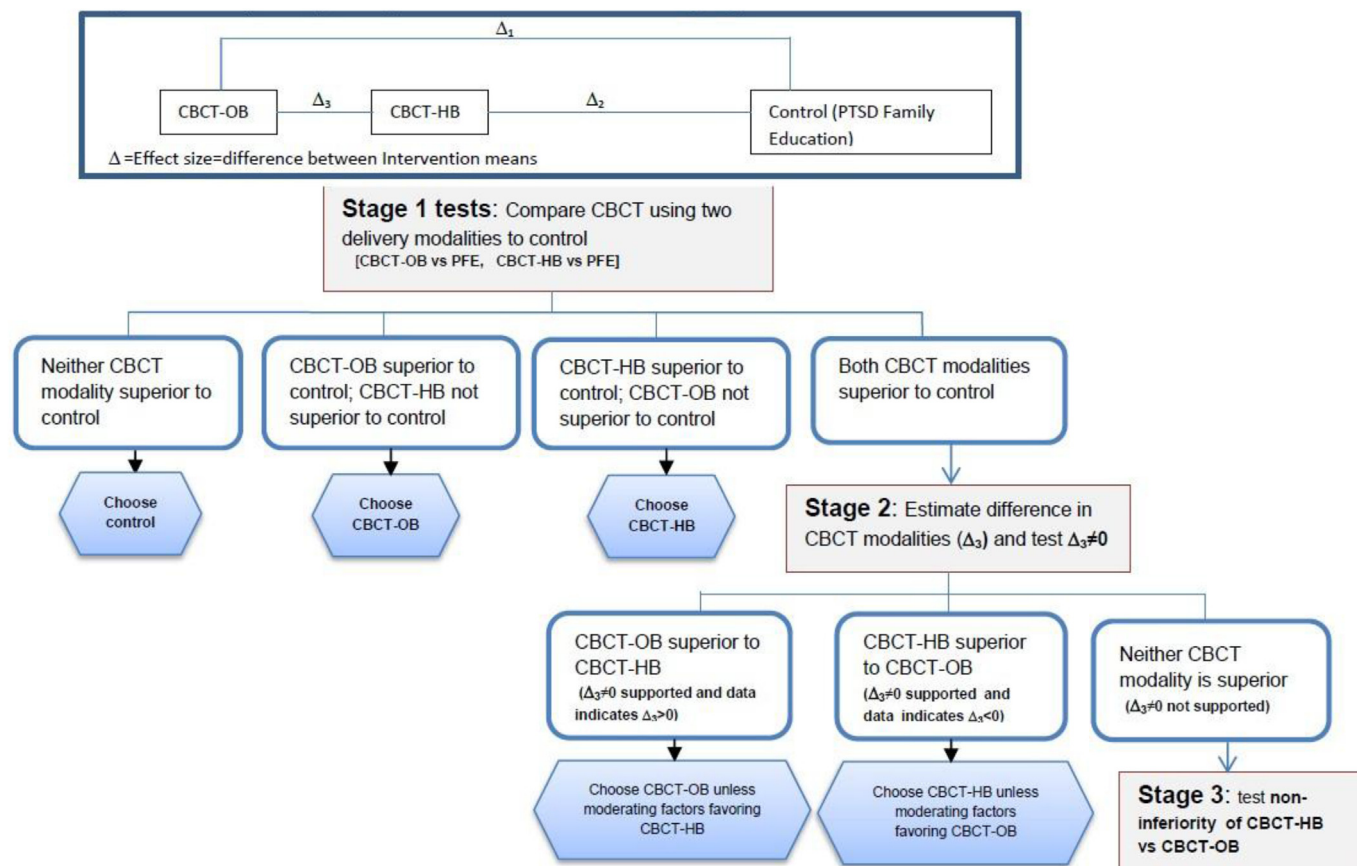 Δ₁
CBCT-OB
Δ₃
CBCT-HB
Δ₂
Control (PTSD Family
Education)
Δ =Effect size=difference between Intervention means
Stage 1 tests: Compare CBCT using two
delivery modalities to control
[CBCT-OB vs PFE, CBCT-HB vs PFE]
Neither CBCT
modality superior to
control
CBCT-OB superior to
control; CBCT-HB not
superior to control
CBCT-HB superior to
control; CBCT-OB not
superior to control
Both CBCT modalities
superior to control
Choose
control
Choose
CBCT-OB
Choose
CBCT-HB
Stage 2: Estimate difference in
CBCT modalities (Δ₃) and test Δ₃≠0
CBCT-OB superior to
CBCT-HB
(Δ₃≠0 supported and data
indicates Δ₃>0)
CBCT-HB superior
to CBCT-OB
(Δ₃≠0 supported and
data indicates Δ₃<0)
Neither CBCT
modality is superior
(Δ₃≠0 not supported)
Choose CBCT-OB unless
moderating factors favoring
CBCT-HB
Choose CBCT-HB unless
moderating factors
favoring CBCT-OB
Stage 3: test non-
inferiority of CBCT-HB
vs CBCT-OB